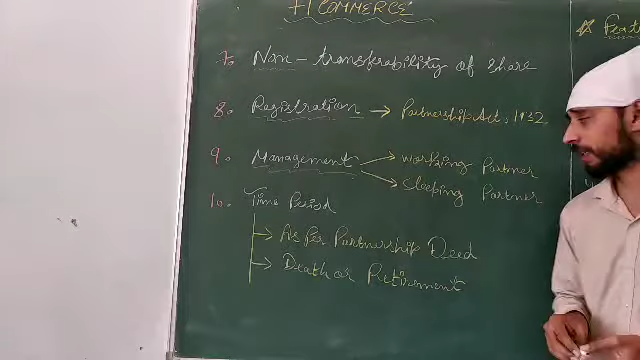 +1 COMMERCE
7. Non-transferability of share
8. Registration → Partnership Act, 1932
9. Management → working Partner
→ sleeping Partner
10. Time Period
→ As Per Partnership Deed
→ Death or Retirement